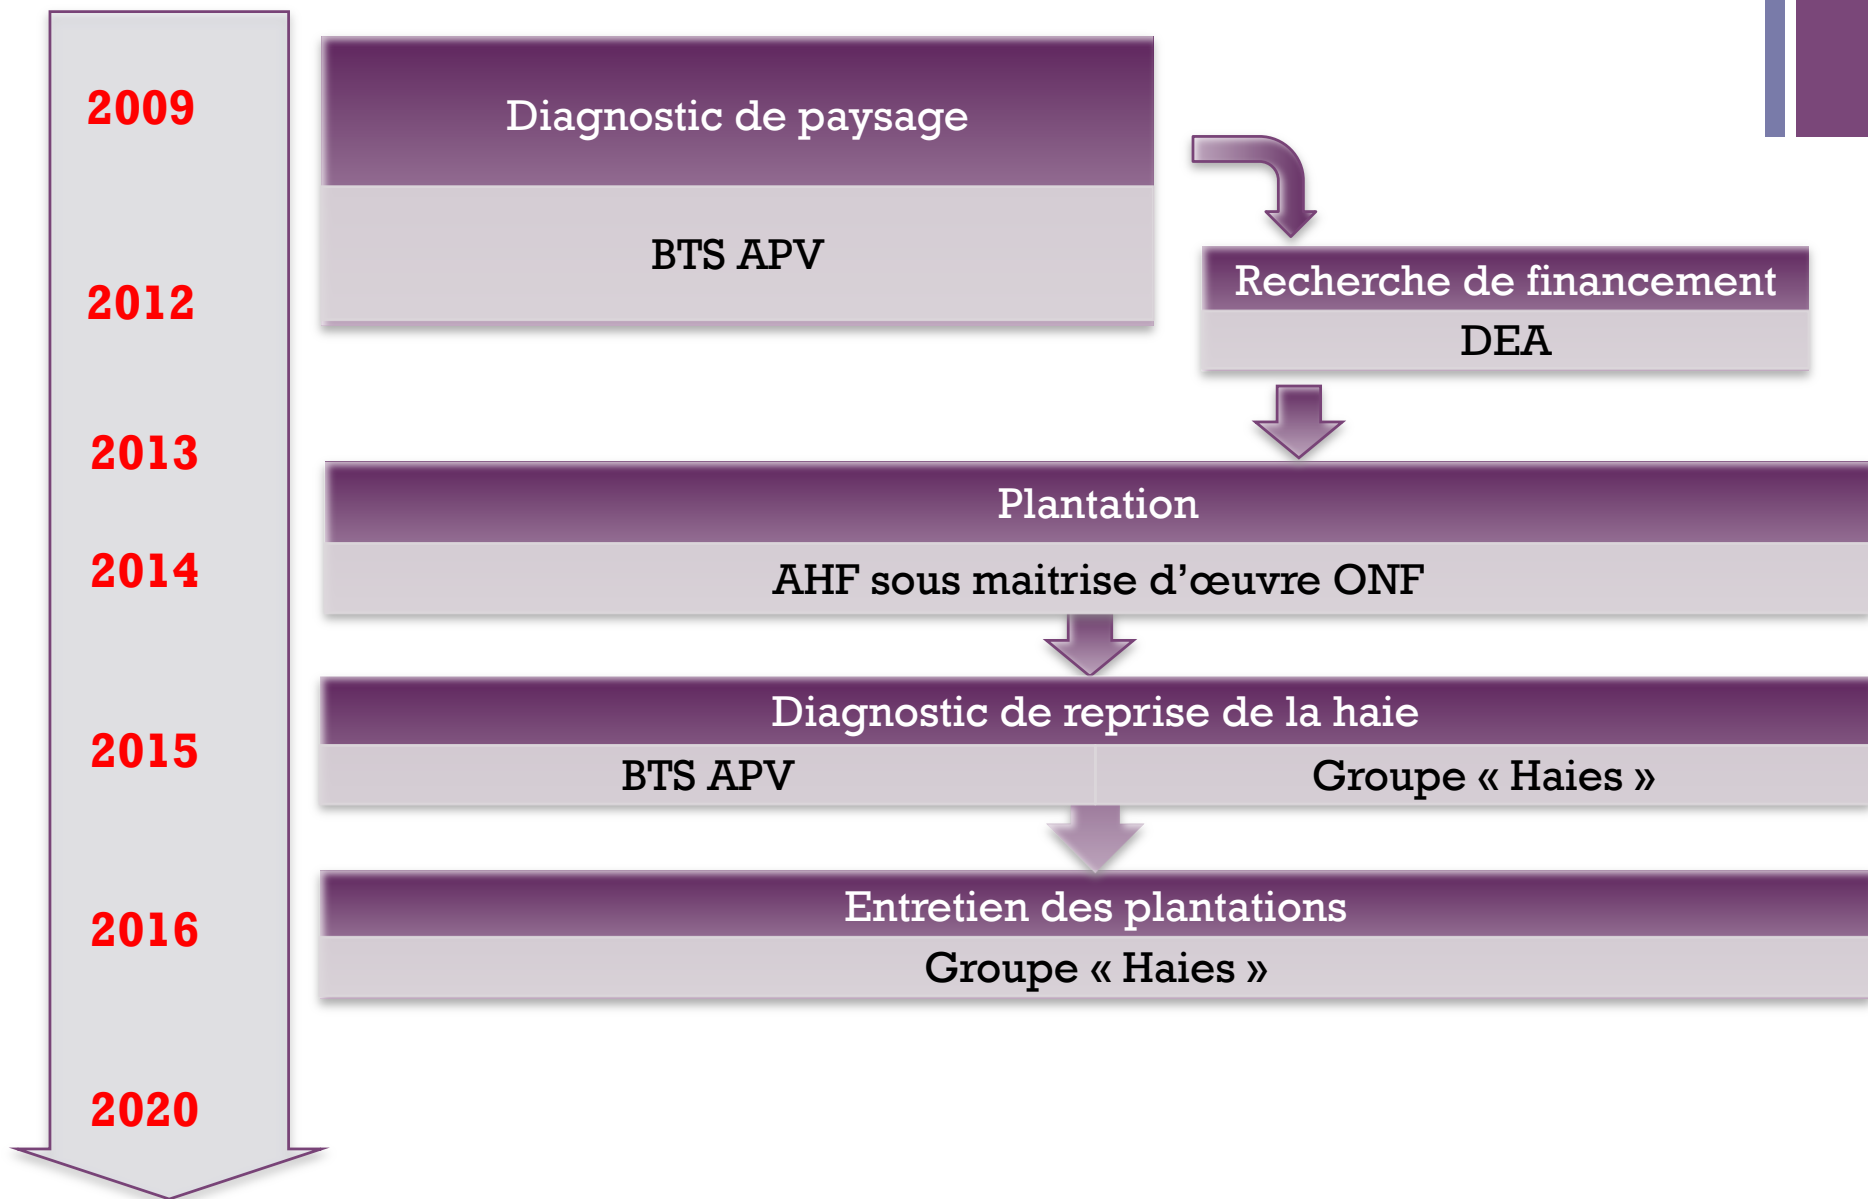 2009
Diagnostic de paysage
BTS APV
2012
Recherche de financement
DEA
2013
Plantation
2014
AHF sous maitrise d’œuvre ONF
Diagnostic de reprise de la haie
2015
BTS APV
Groupe « Haies »
Entretien des plantations
2016
Groupe « Haies »
2020